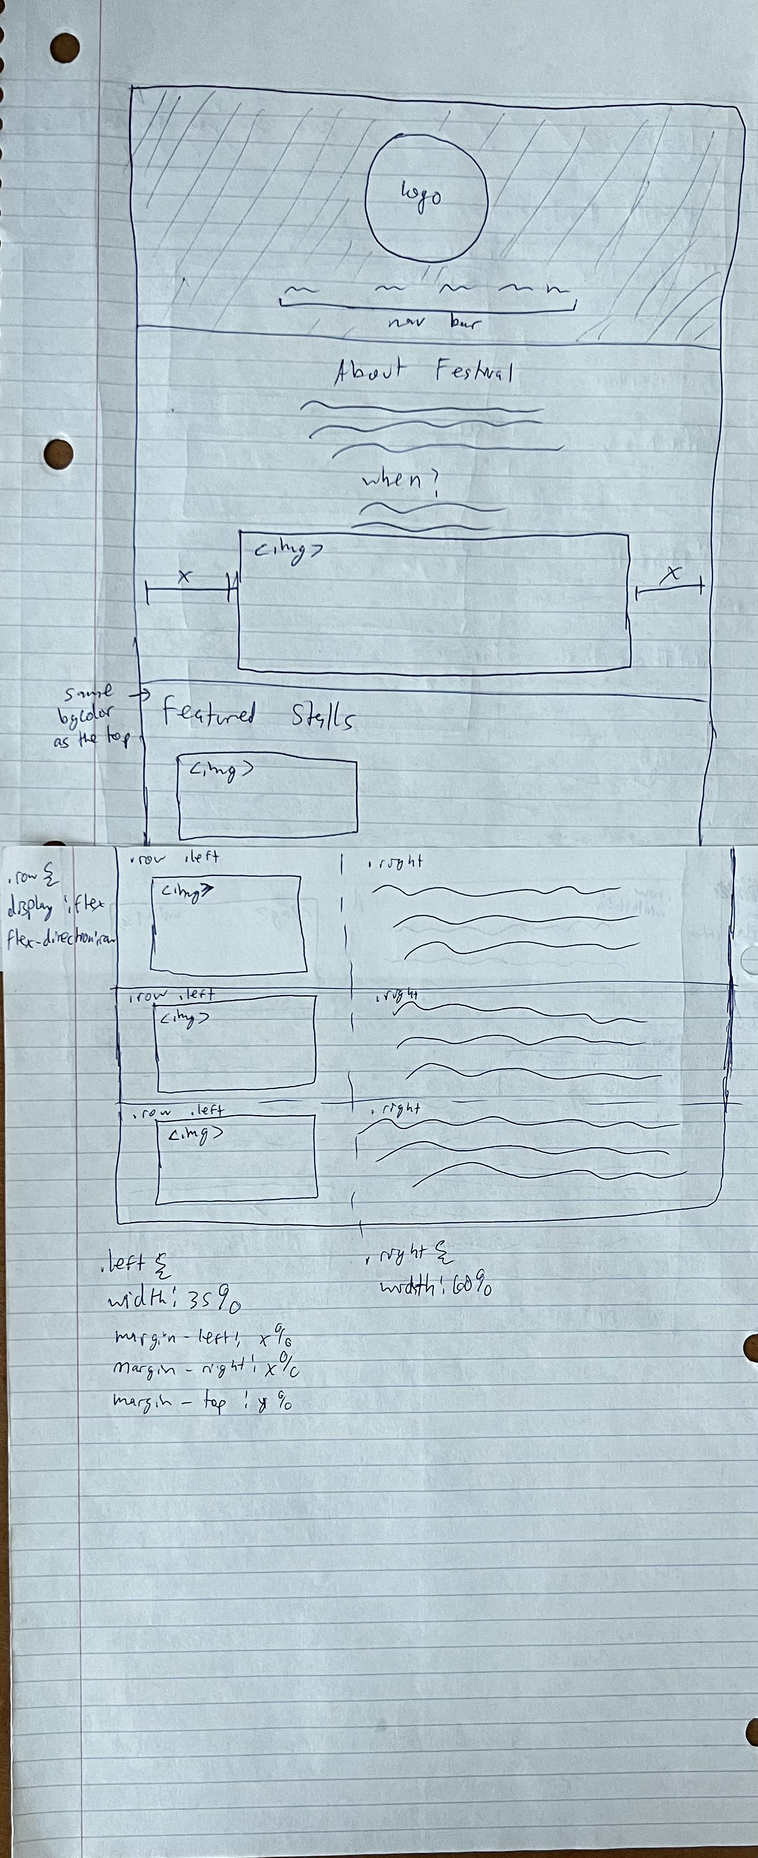 logo
nav bar
About Festival
when?
<img>
x
x
same
bgcolor
as the top
Featured Stalls
<img>
.row {
display: flex
flex-direction: row
.row .left
.right
<img>
.row .left
.right
<img>
.row .left
.right
<img>
.left {
width: 35%
margin-left: x%
margin-right: x%
margin-top: y%
.right {
width: 60%